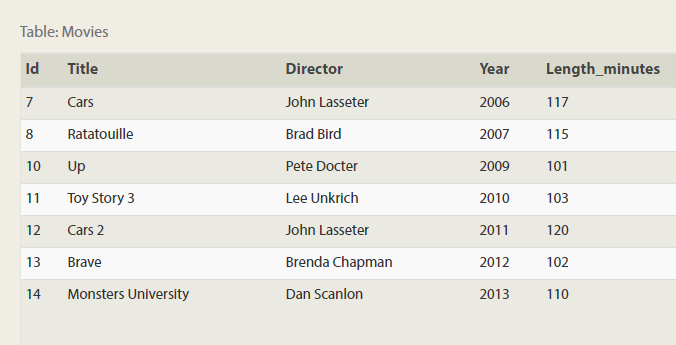 Table: Movies
Id Title Director Year Length_minutes
7 Cars John Lasseter 2006 117
8 Ratatouille Brad Bird 2007 115
10 Up Pete Docter 2009 101
11 Toy Story 3 Lee Unkrich 2010 103
12 Cars 2 John Lasseter 2011 120
13 Brave Brenda Chapman 2012 102
14 Monsters University Dan Scanlon 2013 110